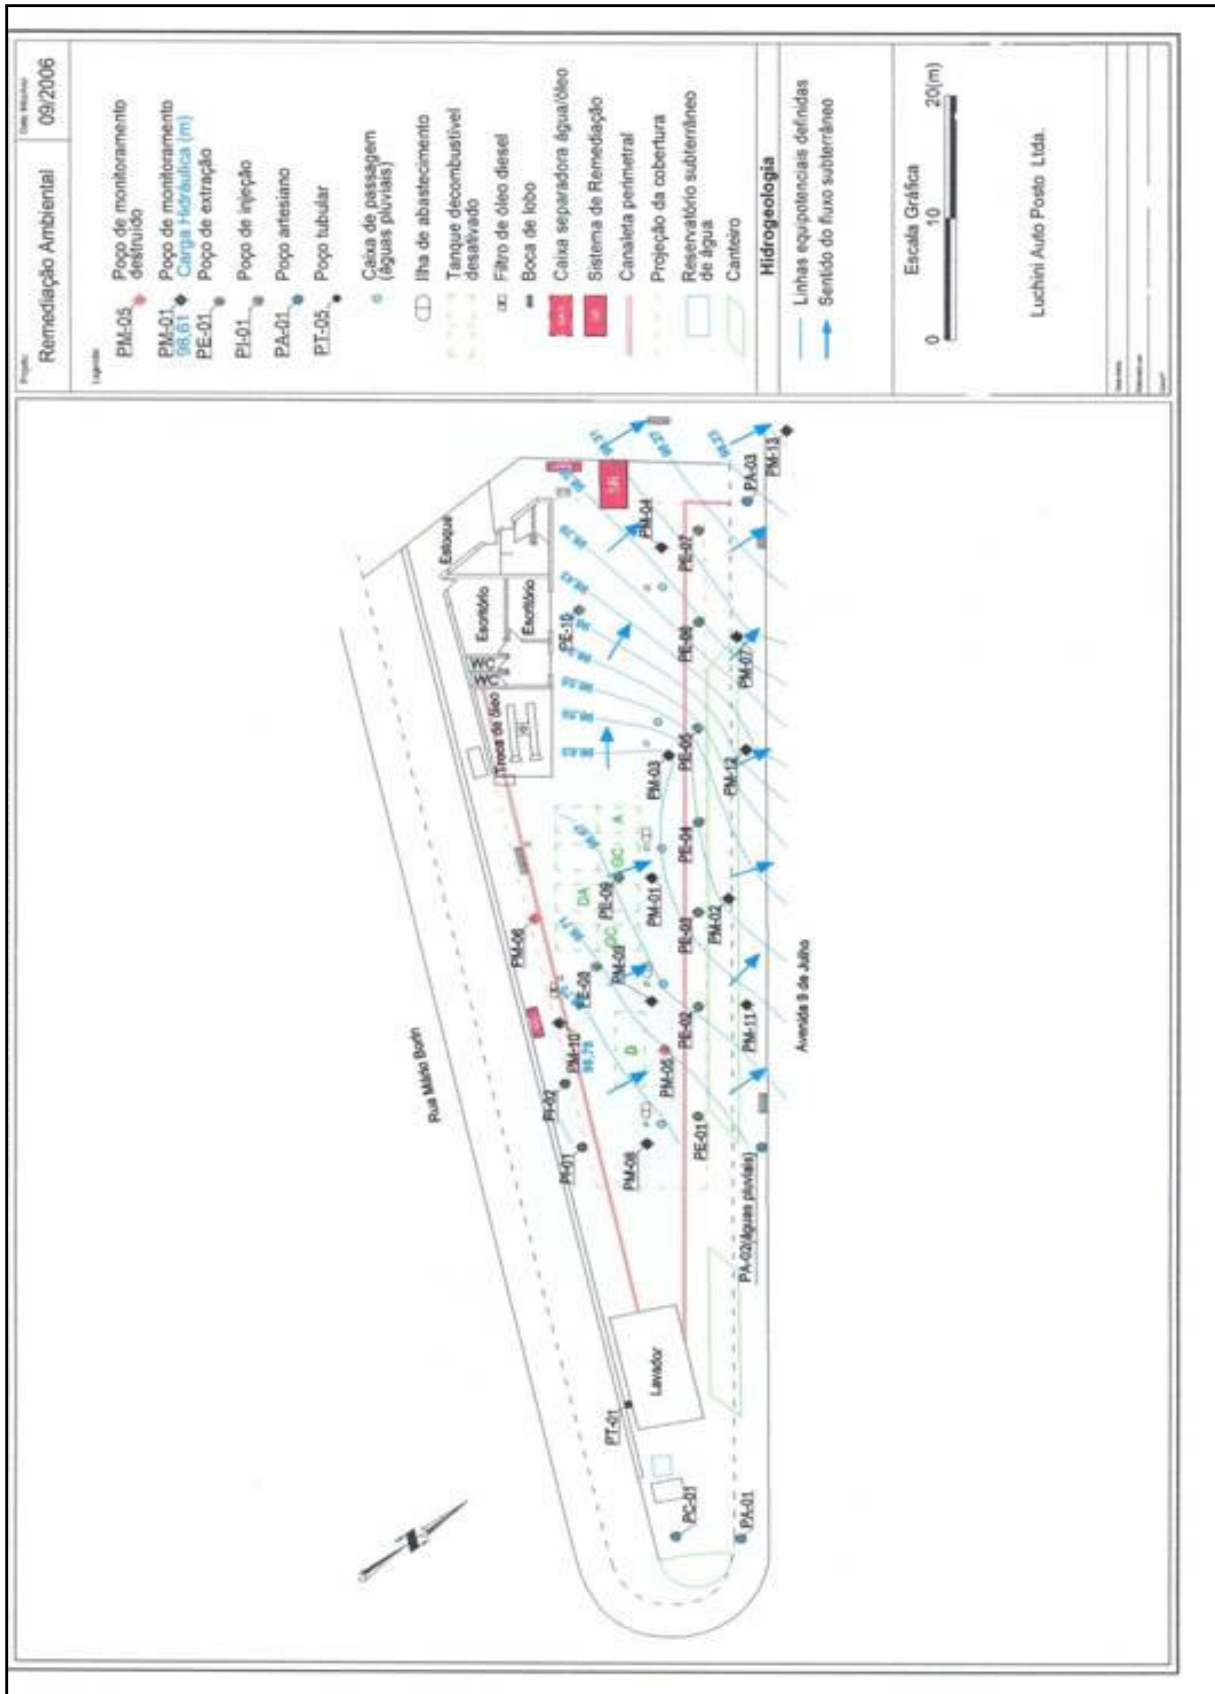 Remediação Ambiental
09/2006
PM-05
Poço de monitoramento
destruído
PM-01
98,61
Poço de monitoramento
Carga Hidráulica (m)
PE-01
Poço de extração
PI-01
Poço de injeção
PA-01
Poço artesiano
PT-05
Poço tubular
Caixa de passagem
(águas pluviais)
Ilha de abastecimento
Tanque decombustível
desativado
Filtro de óleo diesel
Boca de lobo
Caixa separadora água/óleo
Sistema de Remediação
Canaleta perimetral
Projeção da cobertura
Reservatório subterrâneo
de água
Canteiro
Hidrogeologia
Linhas equipotenciais definidas
Sentido do fluxo subterrâneo
Escala Gráfica
0
10
20(m)
Luchini Auto Posto Ltda.
Rua Mário Borin
Estoque
Escritório
Escritório
WC
WC
Troca de óleo
PE-10
SR
PM-04
PE-07
PA-03
PM-13
PE-06
PM-07
PE-05
PM-03
PM-12
PE-04
PM-01
PE-09
DA
GC
A
PM-06
PE-03
PM-02
PM-09
PE-08
PM-10
98,78
PE-02
PM-11
D
PM-05
PI-02
PI-01
PM-08
PE-01
PA-02(Águas pluviais)
Avenida 9 de Julho
Lavador
PT-01
PC-01
PA-01